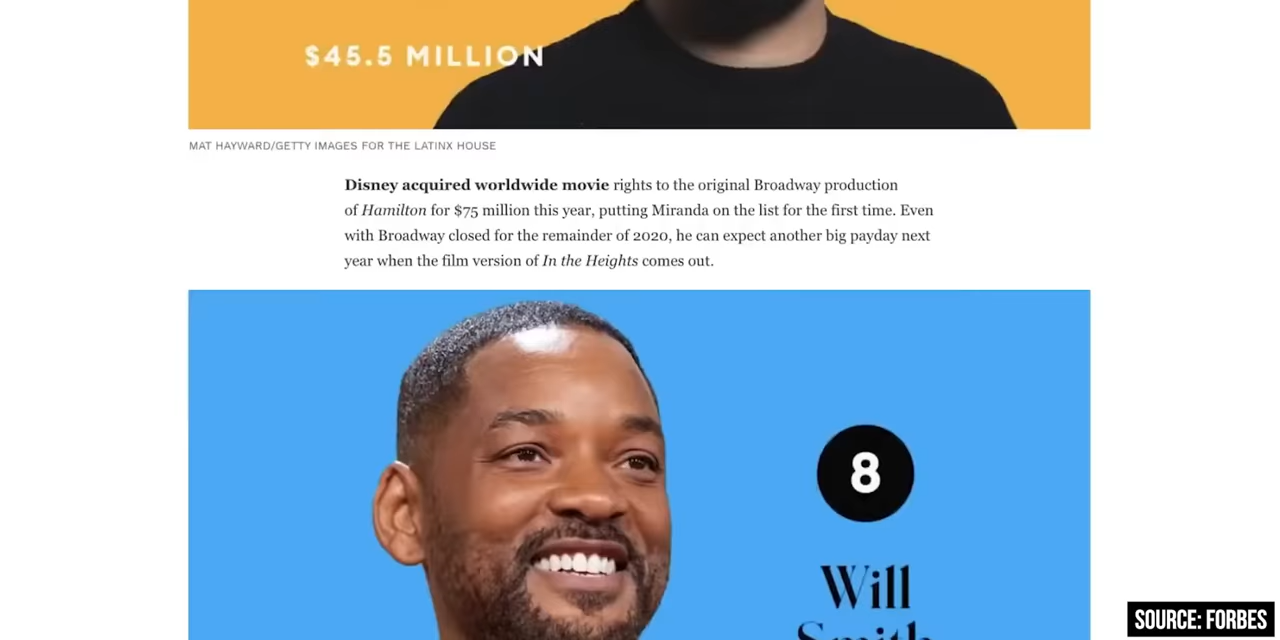 $45.5 MILLION
MAT HAYWARD/GETTY IMAGES FOR THE LATINX HOUSE
Disney acquired worldwide movie rights to the original Broadway production
of Hamilton for $75 million this year, putting Miranda on the list for the first time. Even
with Broadway closed for the remainder of 2020, he can expect another big payday next
year when the film version of In the Heights comes out.
8
Will
Smith
SOURCE: FORBES